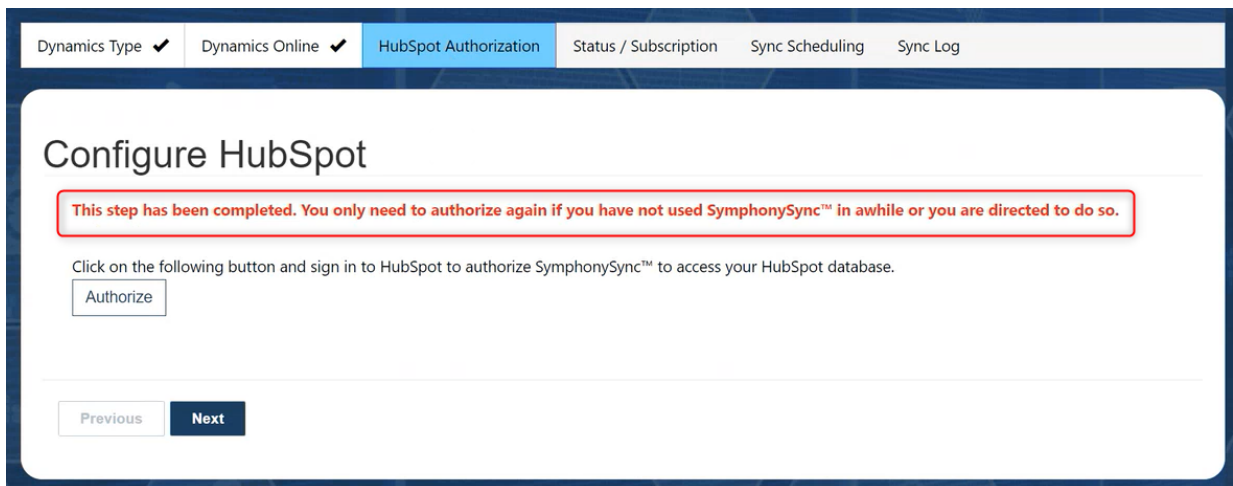 Dynamics Type ✔ Dynamics Online ✔ HubSpot Authorization Status / Subscription Sync Scheduling Sync Log
Configure HubSpot
This step has been completed. You only need to authorize again if you have not used SymphonySync™ in awhile or you are directed to do so.
Click on the following button and sign in to HubSpot to authorize SymphonySync™ to access your HubSpot database.
Authorize
Previous Next